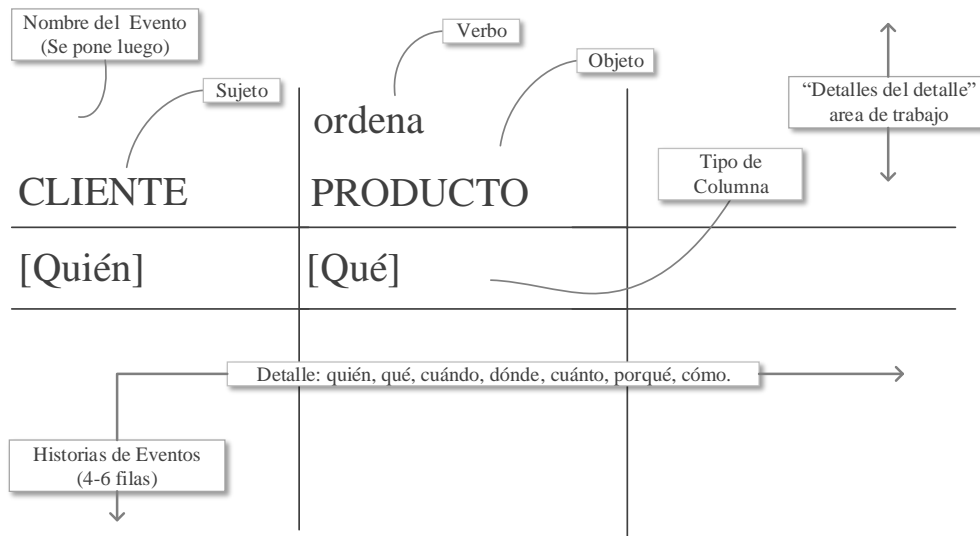 Nombre del Evento
(Se pone luego)
Verbo
Sujeto
Objeto
“Detalles del detalle”
area de trabajo
ordena
Tipo de
Columna
CLIENTE
PRODUCTO
[Quién]
[Qué]
Detalle: quién, qué, cuándo, dónde, cuánto, porqué, cómo.
Historias de Eventos
(4-6 filas)